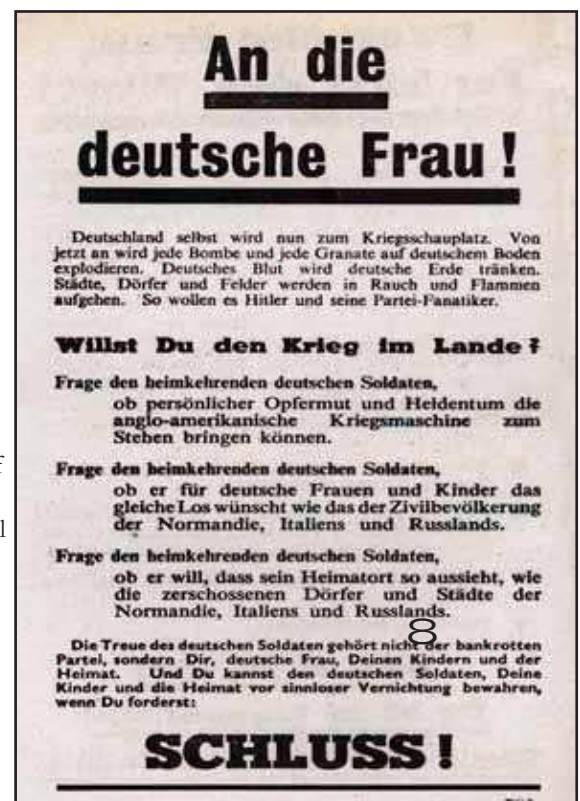 An die
deutsche Frau !
Deutschland selbst wird nun zum Kriegsschauplatz. Von
jetzt an wird jede Bombe und jede Granate auf deutschem Boden
explodieren. Deutsches Blut wird deutsche Erde tränken.
Städte, Dörfer und Felder werden in Rauch und Flammen
aufgehen. So wollen es Hitler und seine Partei-Fanatiker.
Willst Du den Krieg im Lande ?
Frage den heimkehrenden deutschen Soldaten,
ob persönlicher Opfermut und Heldentum die
anglo-amerikanische Kriegsmaschine zum
Stehen bringen können.
Frage den heimkehrenden deutschen Soldaten,
ob er für deutsche Frauen und Kinder das
gleiche Los wünscht wie das der Zivilbevölkerung
der Normandie, Italiens und Russlands.
Frage den heimkehrenden deutschen Soldaten,
ob er will, dass sein Heimatort so aussieht, wie
die zerschossenen Dörfer und Städte der
Normandie, Italiens und Russlands.
8
Die Treue des deutschen Soldaten gehört nicht der bankrotten
Partei, sondern Dir, deutsche Frau, Deinen Kindern und der
Heimat. Und Du kannst den deutschen Soldaten, Deine
Kinder und die Heimat vor sinnloser Vernichtung bewahren,
wenn Du forderst:
SCHLUSS !